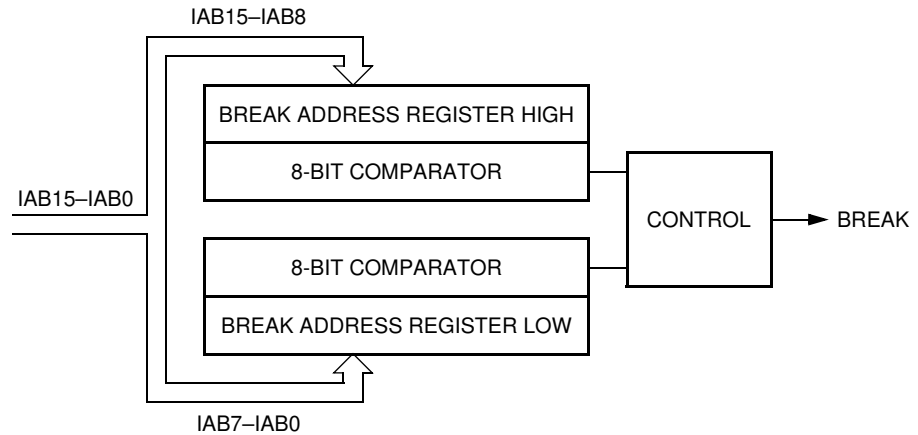 IAB15–IAB8
BREAK ADDRESS REGISTER HIGH
8-BIT COMPARATOR
IAB15–IAB0
CONTROL
BREAK
8-BIT COMPARATOR
BREAK ADDRESS REGISTER LOW
IAB7–IAB0